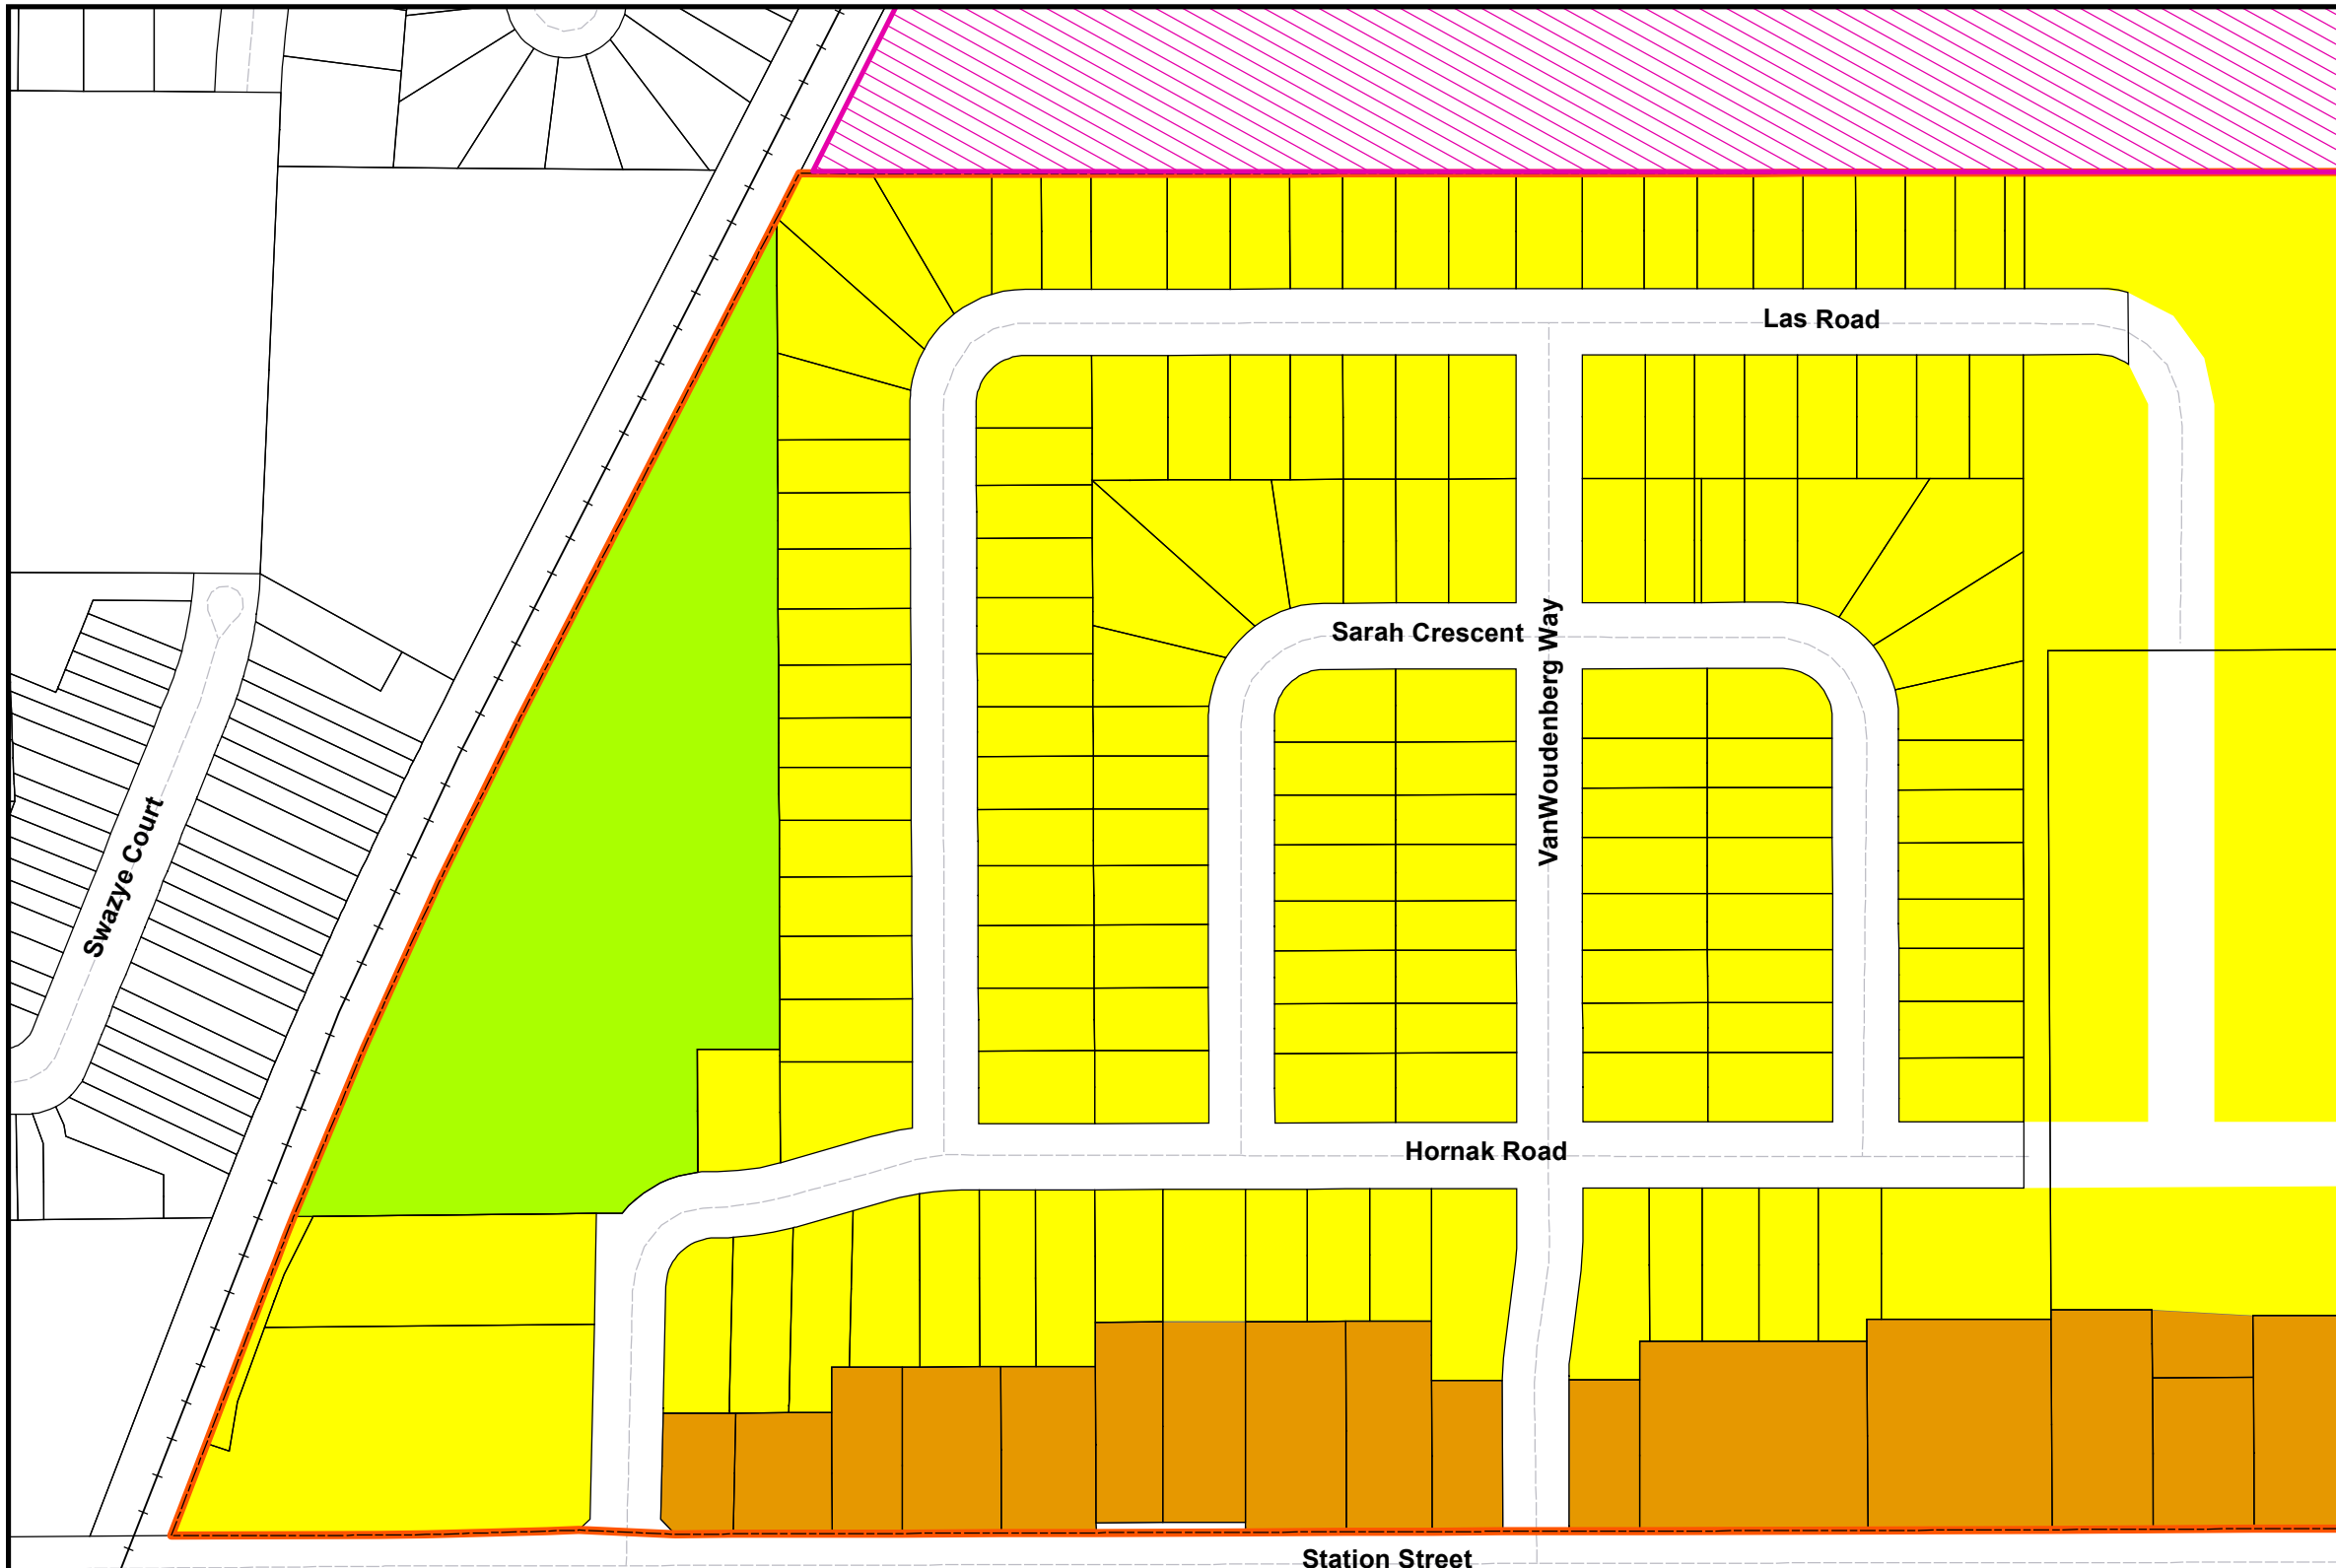 Las Road
Sarah Crescent
VanWoudenberg Way
Swazye Court
Hornak Road
Station Street